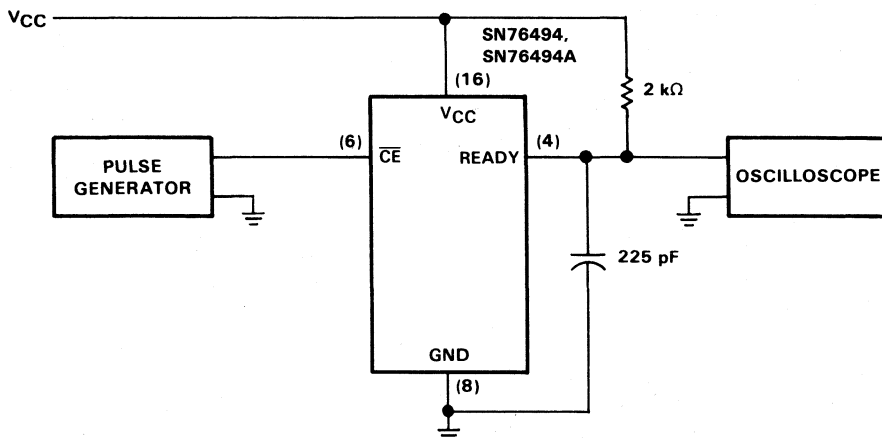 VCC
SN76494,
SN76494A
(16)
2 kΩ
VCC
(6)
CE
READY
(4)
PULSE
GENERATOR
OSCILLOSCOPE
225 pF
GND
(8)